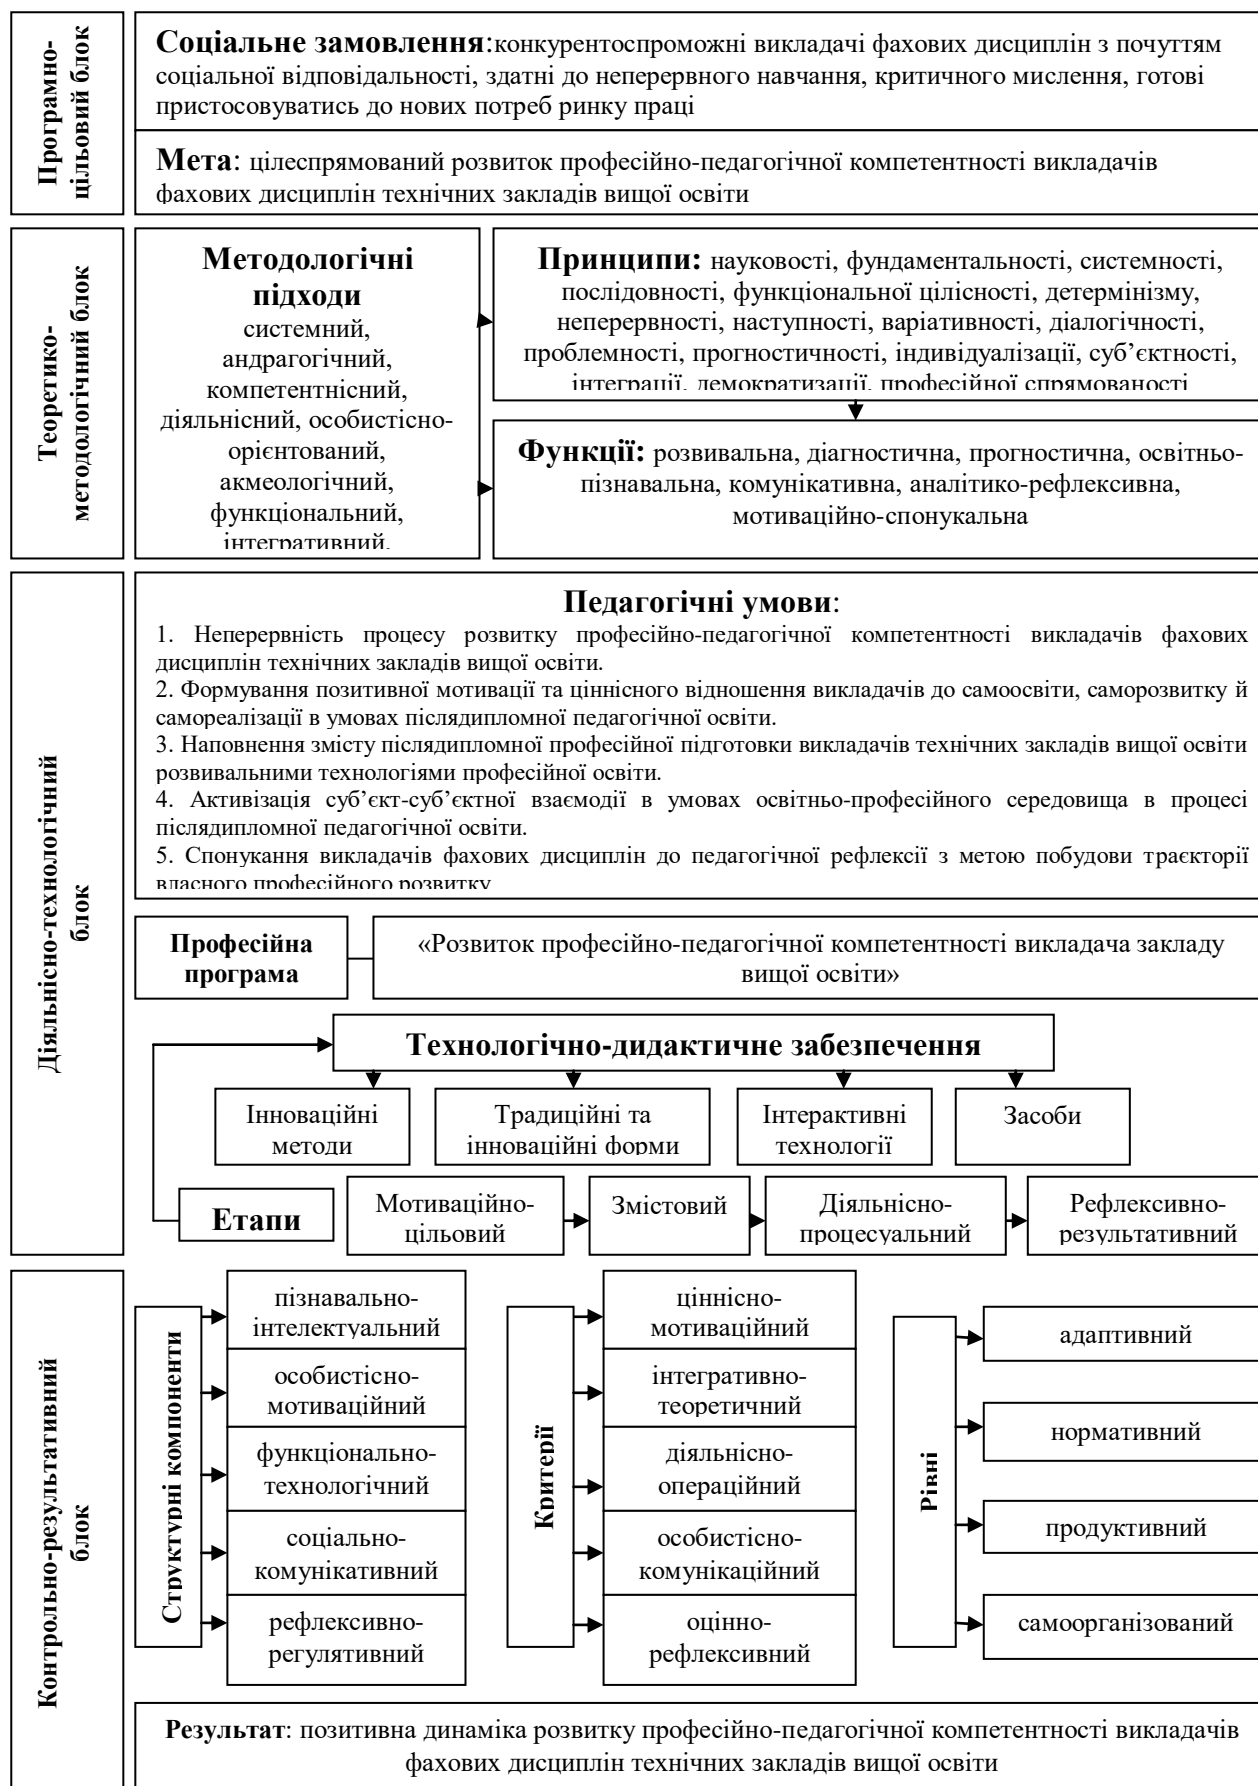 Програмно-
цільовий блок
Соціальне замовлення:конкурентоспроможні викладачі фахових дисциплін з почуттям
соціальної відповідальності, здатні до неперервного навчання, критичного мислення, готові
пристосовуватись до нових потреб ринку праці
Мета: цілеспрямований розвиток професійно-педагогічної компетентності викладачів
фахових дисциплін технічних закладів вищої освіти
Теоретико-
методологічний блок
Методологічні
підходи
системний,
андрагогічний,
компетентнісний,
діяльнісний, особистісно-
орієнтований,
акмеологічний,
функціональний,
інтегративний,
Принципи: науковості, фундаментальності, системності,
послідовності, функціональної цілісності, детермінізму,
неперервності, наступності, варіативності, діалогічності,
проблемності, прогностичності, індивідуалізації, суб’єктності,
інтеграції, демократизації, професійної спрямованості
Функції: розвивальна, діагностична, прогностична, освітньо-
пізнавальна, комунікативна, аналітико-рефлексивна,
мотиваційно-спонукальна
Діяльнісно-технологічний
блок
Педагогічні умови:
1. Неперервність процесу розвитку професійно-педагогічної компетентності викладачів фахових
дисциплін технічних закладів вищої освіти.
2. Формування позитивної мотивації та ціннісного відношення викладачів до самоосвіти, саморозвитку й
самореалізації в умовах післядипломної педагогічної освіти.
3. Наповнення змісту післядипломної професійної підготовки викладачів технічних закладів вищої освіти
розвивальними технологіями професійної освіти.
4. Активізація суб’єкт-суб’єктної взаємодії в умовах освітньо-професійного середовища в процесі
післядипломної педагогічної освіти.
5. Спонукання викладачів фахових дисциплін до педагогічної рефлексії з метою побудови траєкторії
власного професійного розвитку
Професійна
програма
«Розвиток професійно-педагогічної компетентності викладача закладу
вищої освіти»
Технологічно-дидактичне забезпечення
Інноваційні
методи
Традиційні та
інноваційні форми
Інтерактивні
технології
Засоби
Етапи
Мотиваційно-
цільовий
Змістовий
Діяльнісно-
процесуальний
Рефлексивно-
результативний
Контрольно-результативний
блок
Структурні компоненти
пізнавально-
інтелектуальний
особистісно-
мотиваційний
функціонально-
технологічний
соціально-
комунікативний
рефлексивно-
регулятивний
Критерії
ціннісно-
мотиваційний
інтегративно-
теоретичний
діяльнісно-
операційний
особистісно-
комунікаційний
оцінно-
рефлексивний
Рівні
адаптивний
нормативний
продуктивний
самоорганізований
Результат: позитивна динаміка розвитку професійно-педагогічної компетентності викладачів
фахових дисциплін технічних закладів вищої освіти